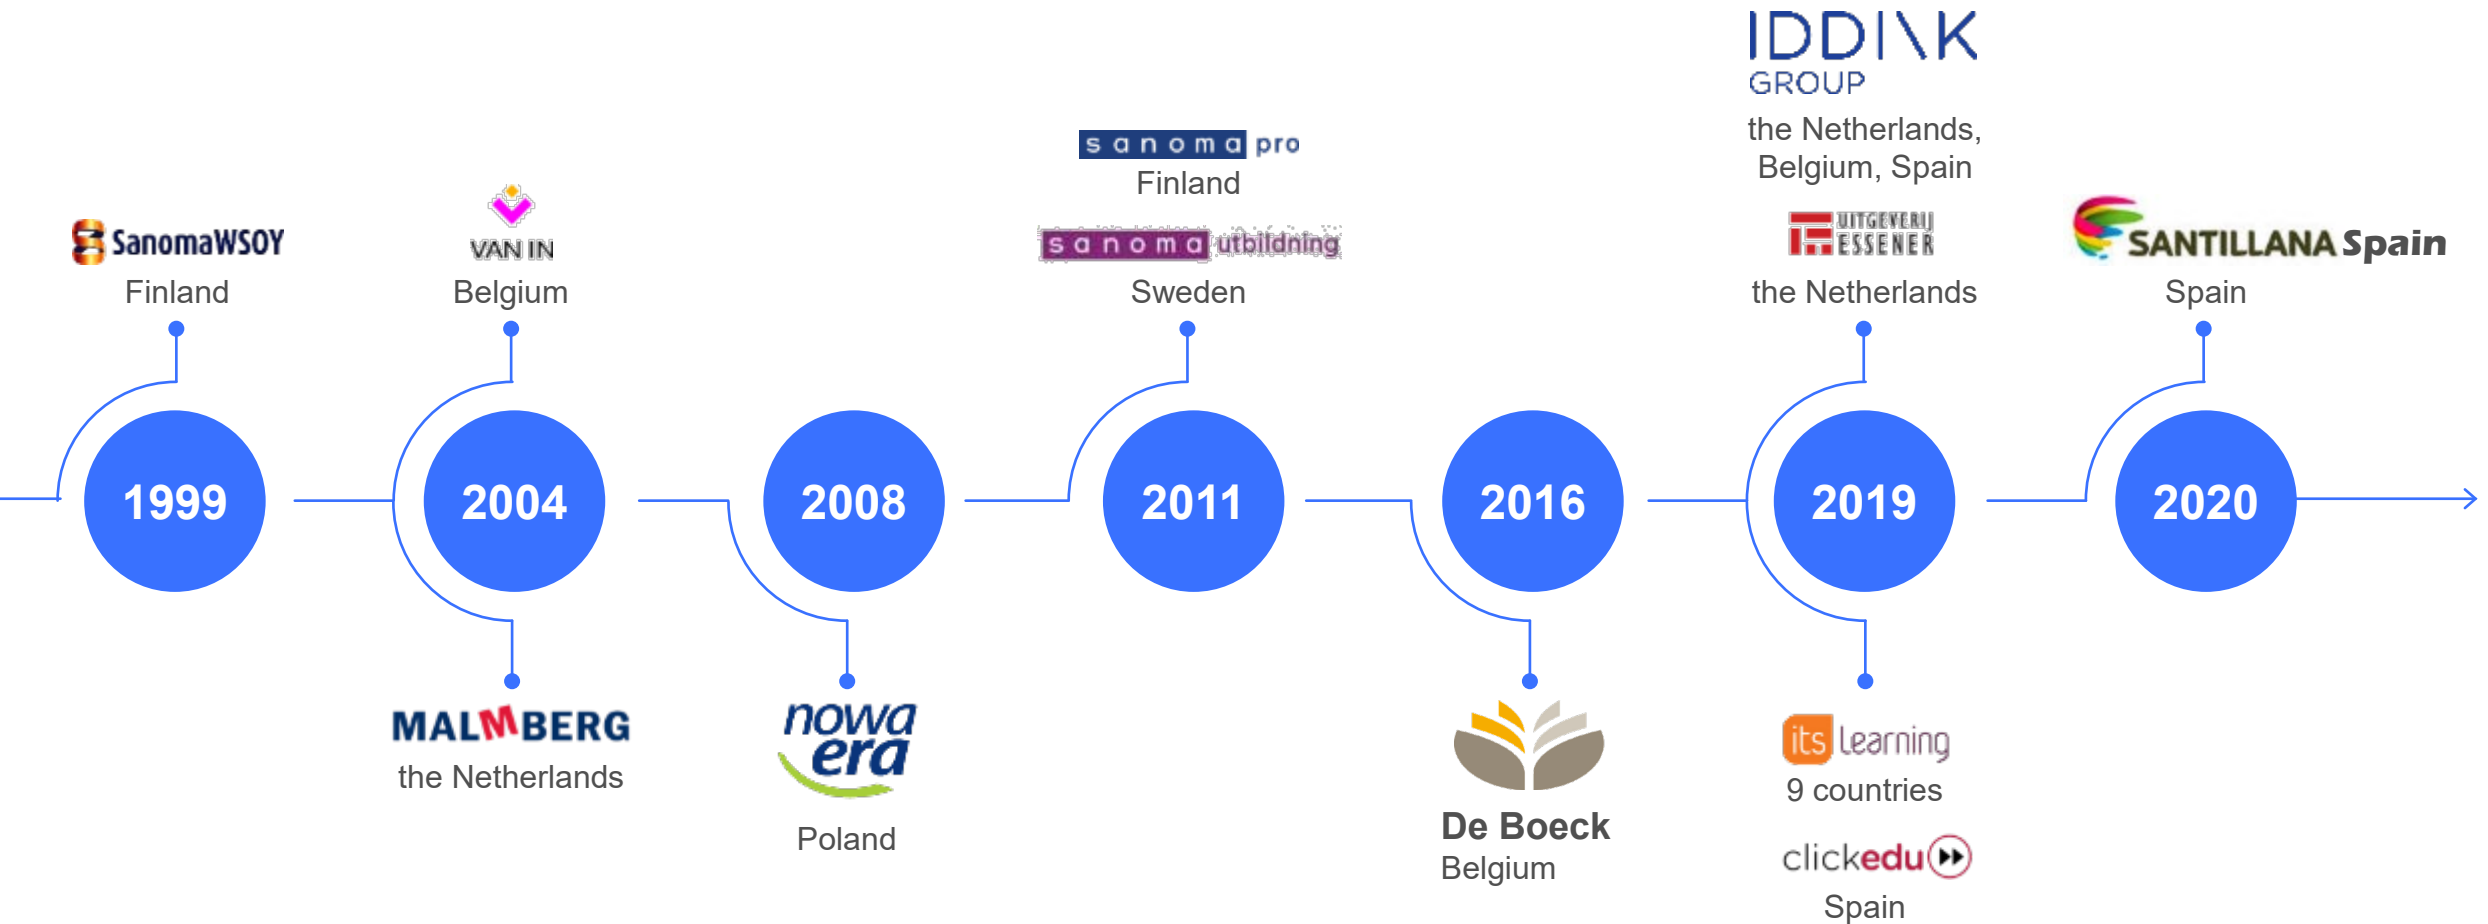 IDDINK
GROUP
the Netherlands,
Belgium, Spain
sanoma pro
Finland
SanomaWSOY
Finland
VAN IN
Belgium
sanoma utbildning
Sweden
UITGEVERIJ
ESSENER
the Netherlands
SANTILLANA Spain
Spain
1999
2004
2008
2011
2016
2019
2020
MALMBERG
the Netherlands
nowa
era
Poland
De Boeck
Belgium
its learning
9 countries
clickedu
Spain